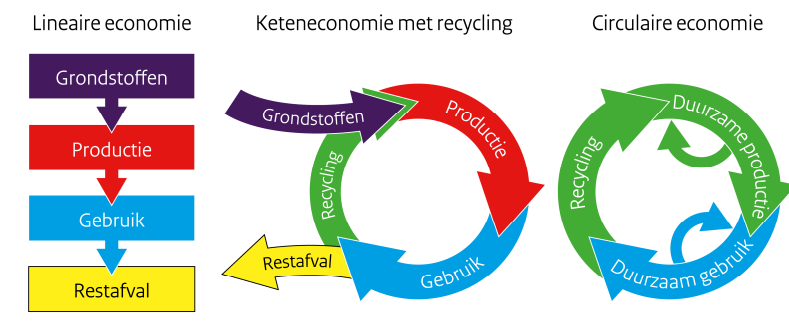 Lineaire economie
Grondstoffen
Productie
Gebruik
Restafval
Keteneconomie met recycling
Grondstoffen
Productie
Gebruik
Restafval
Recycling
Circulaire economie
Duurzame productie
Duurzaam gebruik
Recycling